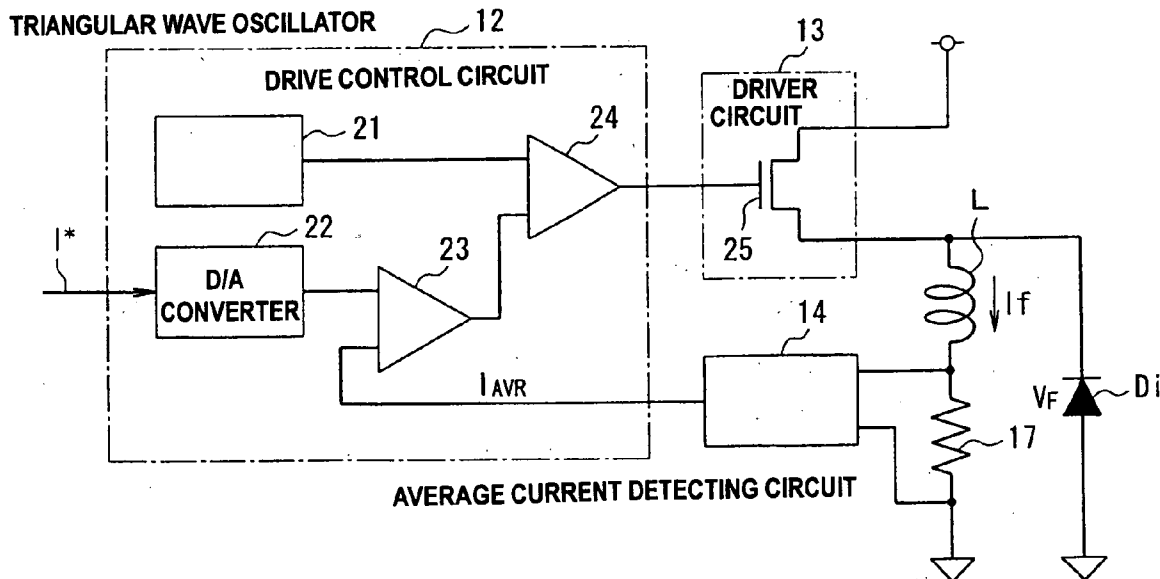 TRIANGULAR WAVE OSCILLATOR
12
13
DRIVE CONTROL CIRCUIT
DRIVER
CIRCUIT
21
24
25
I*
22
D/A
CONVERTER
23
L
If
14
IAVR
VF
Di
17
AVERAGE CURRENT DETECTING CIRCUIT